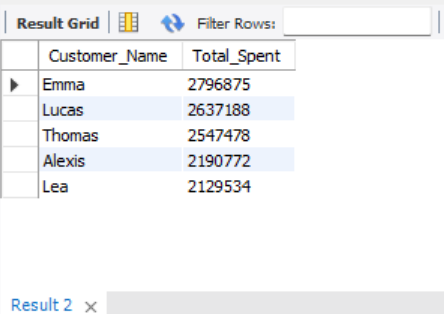 Result Grid Filter Rows:
Customer_Name Total_Spent
Emma 2796875
Lucas 2637188
Thomas 2547478
Alexis 2190772
Lea 2129534
Result 2 ×